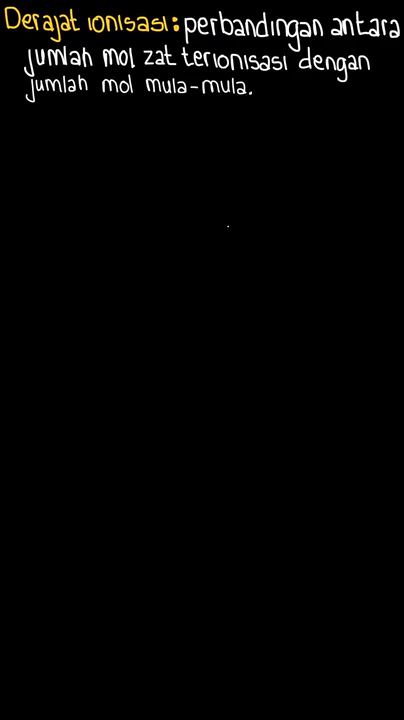 Derajat ionisasi: perbandingan antara
jumlah mol zat terionisasi dengan
jumlah mol mula-mula.